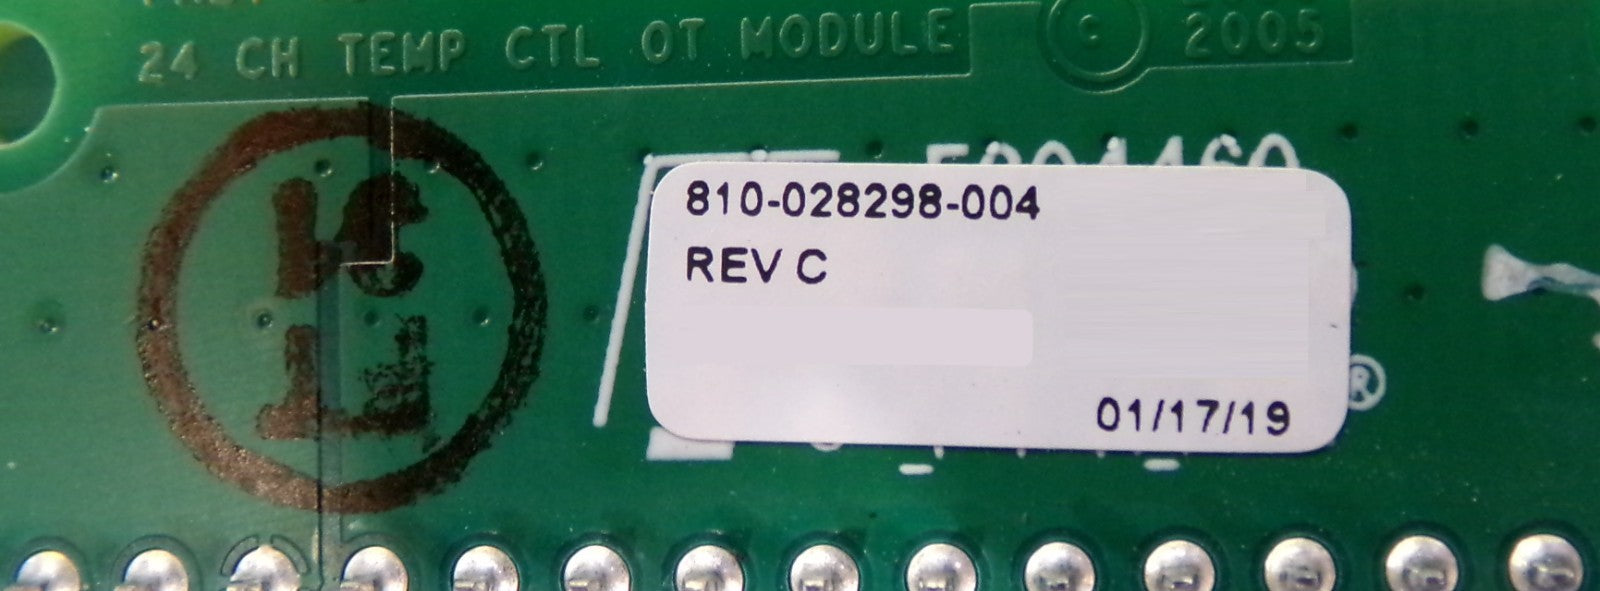 24 CH TEMP CTL OT MODULE © 2005
810-028298-004
REV C
®
01/17/19